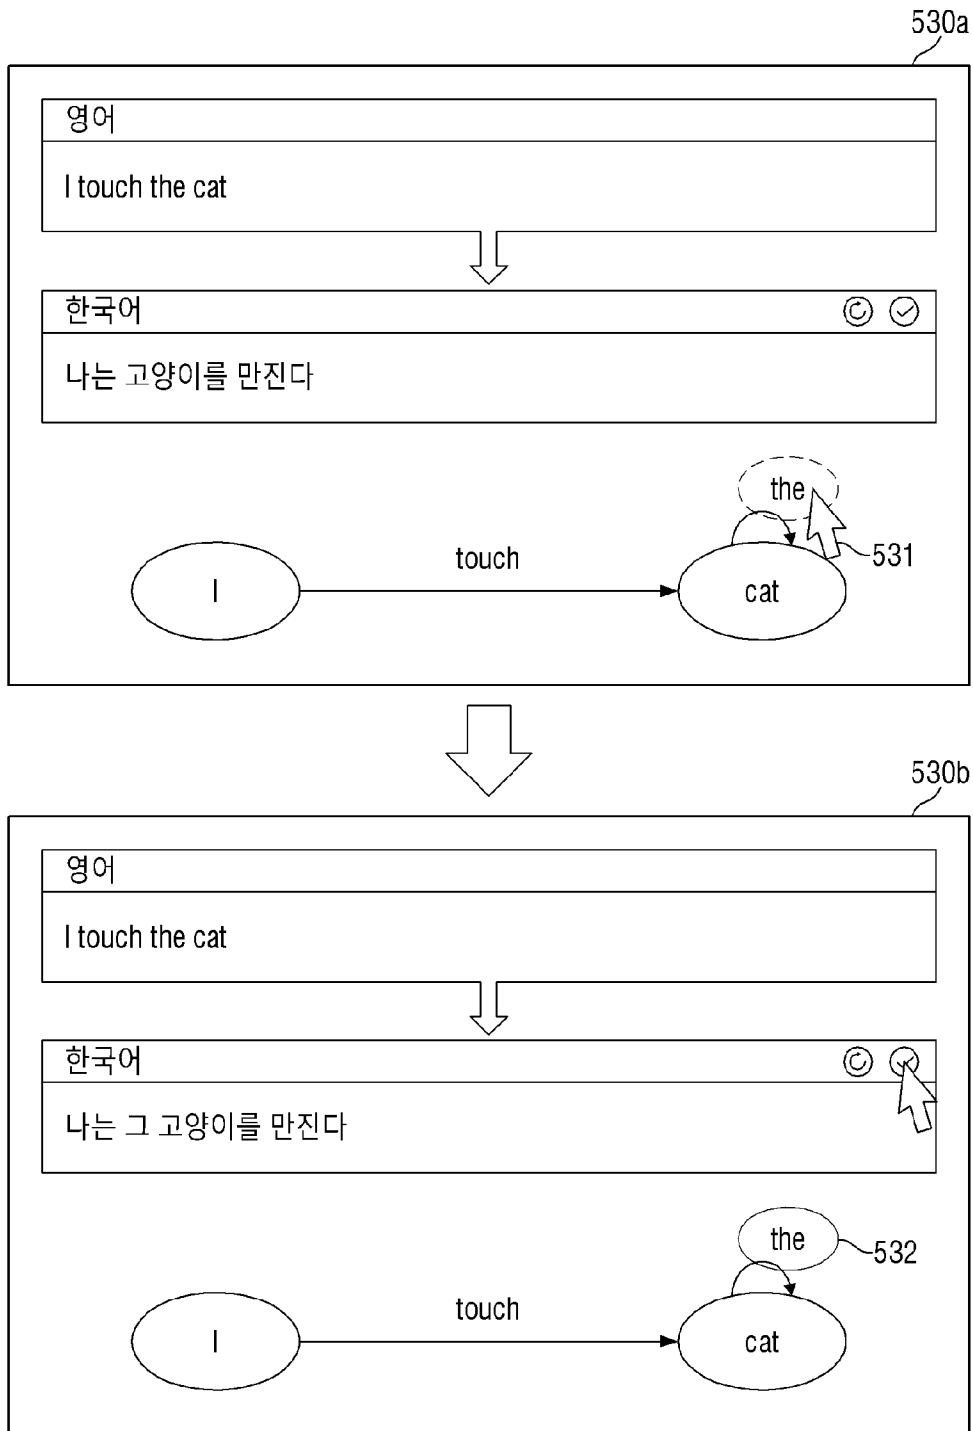 530a
영어
I touch the cat
한국어
나는 고양이를 만진다
the
531
touch
I
cat
530b
영어
I touch the cat
한국어
나는 그 고양이를 만진다
the
532
touch
I
cat